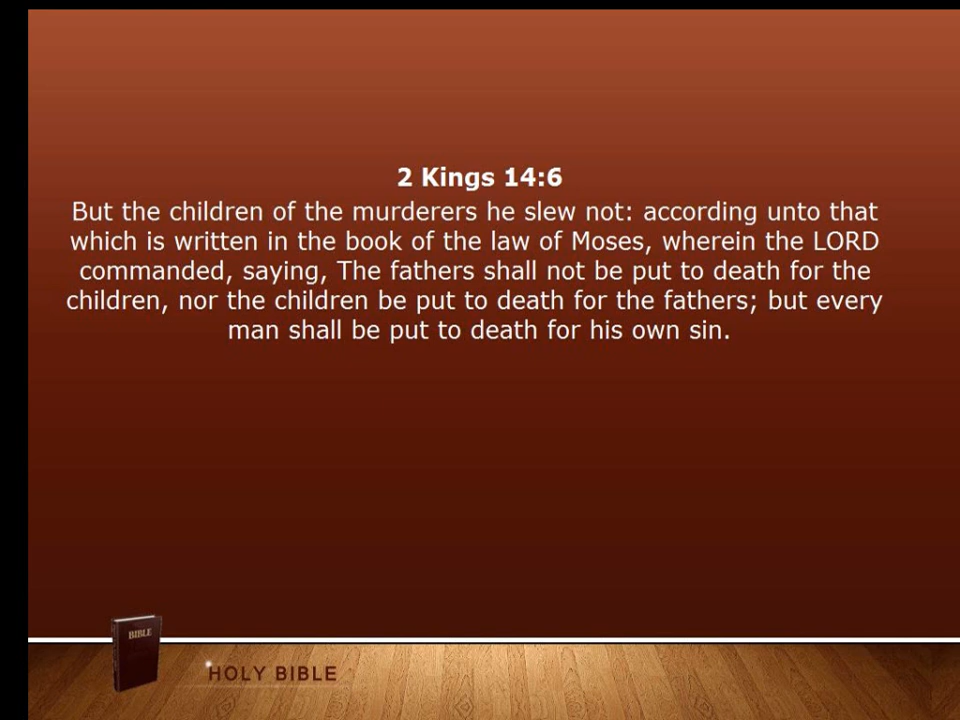 2 Kings 14:6
But the children of the murderers he slew not: according unto that
which is written in the book of the law of Moses, wherein the LORD
commanded, saying, The fathers shall not be put to death for the
children, nor the children be put to death for the fathers; but every
man shall be put to death for his own sin.
BIBLE
HOLY BIBLE